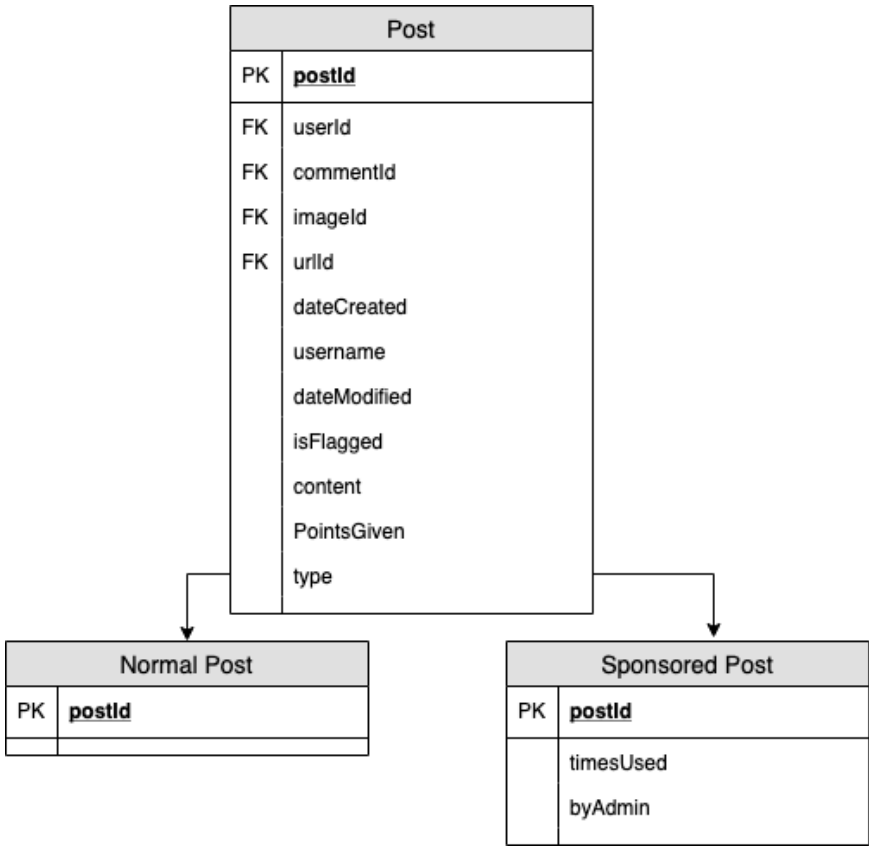 Post
PK postId
FK userId
FK commentId
FK imageId
FK urlId
dateCreated
username
dateModified
isFlagged
content
PointsGiven
type
Normal Post
PK postId
Sponsored Post
PK postId
timesUsed
byAdmin